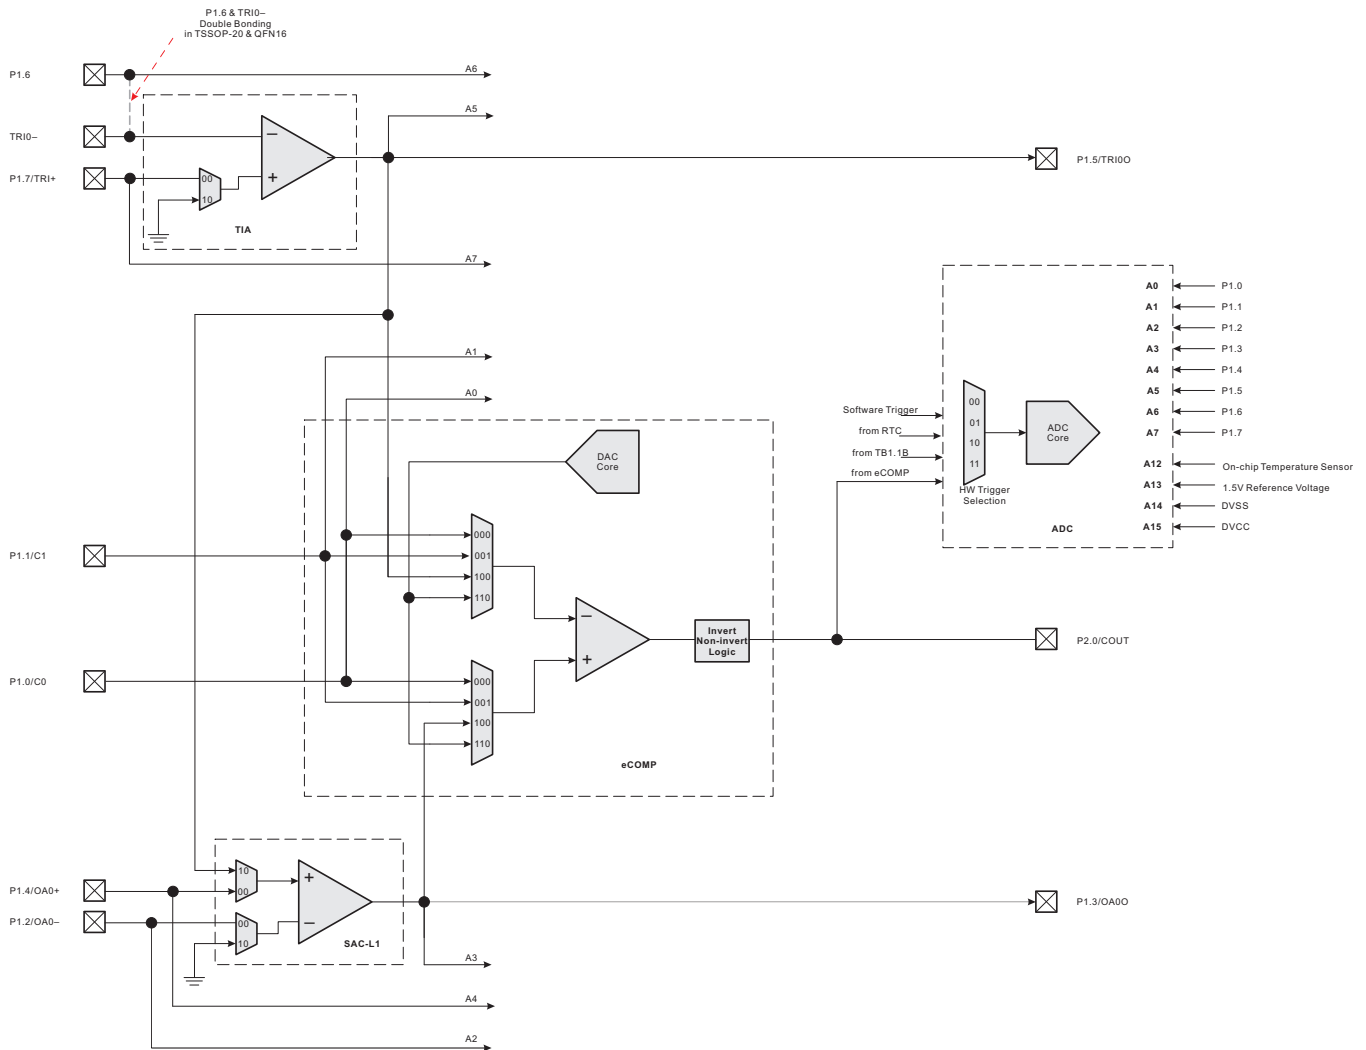 P1.6 & TRI0–
Double Bonding
in TSSOP-20 & QFN16
P1.6
A6
A5
TRI0–
P1.7/TRI+
00
10
–
+
TIA
P1.5/TRI0O
A7
A1
A0
DAC
Core
P1.1/C1
000
001
100
110
P1.0/C0
000
001
100
110
–
+
Invert
Non-invert
Logic
eCOMP
P2.0/COUT
Software Trigger
from RTC
from TB1.1B
from eCOMP
00
01
10
11
HW Trigger
Selection
ADC
Core
ADC
A0 P1.0
A1 P1.1
A2 P1.2
A3 P1.3
A4 P1.4
A5 P1.5
A6 P1.6
A7 P1.7
A12 On-chip Temperature Sensor
A13 1.5V Reference Voltage
A14 DVSS
A15 DVCC
P1.4/OA0+
P1.2/OA0–
10
00
00
10
+
–
SAC-L1
P1.3/OA0O
A3
A4
A2